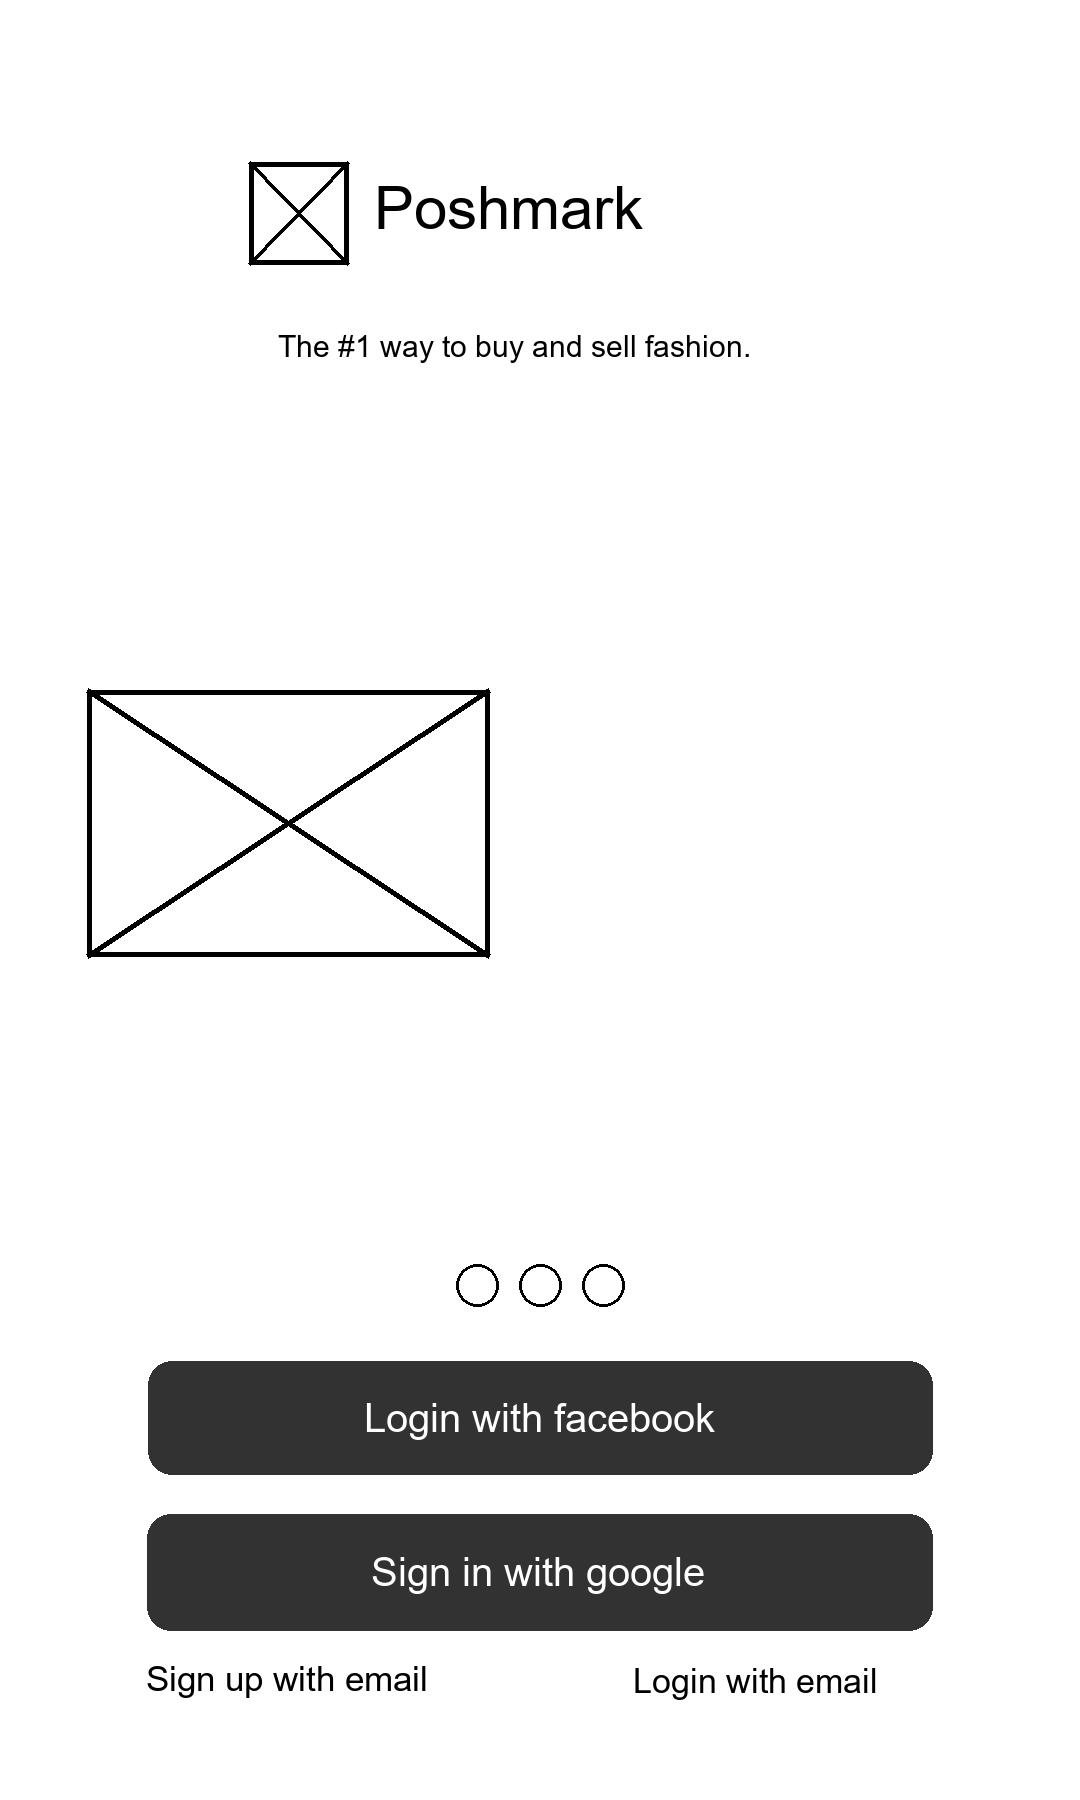 Poshmark
The #1 way to buy and sell fashion.
Login with facebook
Sign in with google
Sign up with email
Login with email